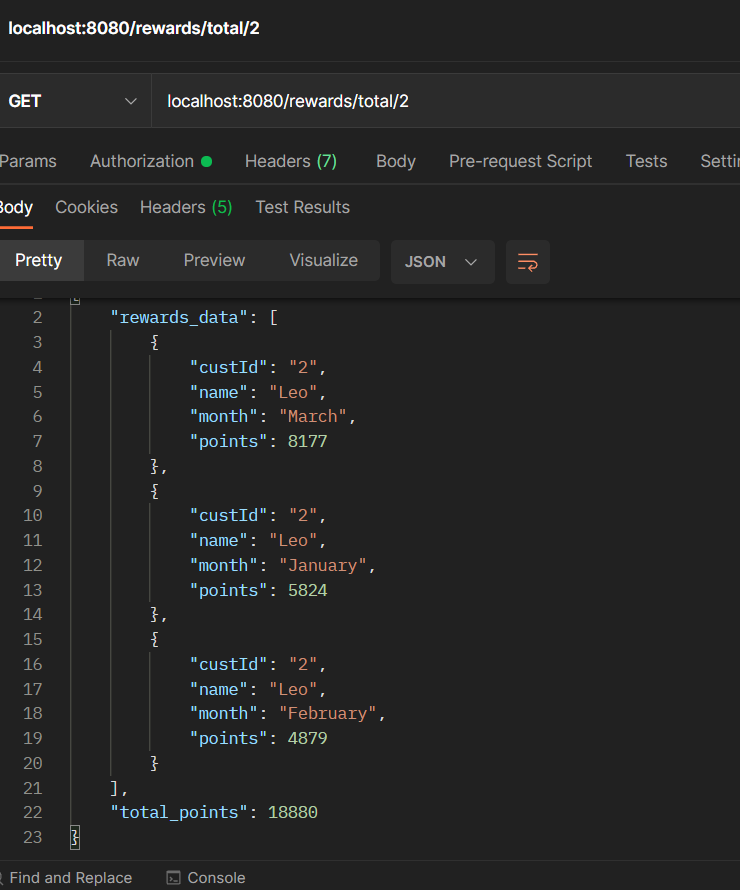 localhost:8080/rewards/total/2
GET localhost:8080/rewards/total/2
Params Authorization Headers (7) Body Pre-request Script Tests
Body Cookies Headers (5) Test Results
Pretty Raw Preview Visualize JSON
2 "rewards_data": [
3 {
4 "custId": "2",
5 "name": "Leo",
6 "month": "March",
7 "points": 8177
8 },
9 {
10 "custId": "2",
11 "name": "Leo",
12 "month": "January",
13 "points": 5824
14 },
15 {
16 "custId": "2",
17 "name": "Leo",
18 "month": "February",
19 "points": 4879
20 }
21 ],
22 "total_points": 18880
23 }
Find and Replace Console